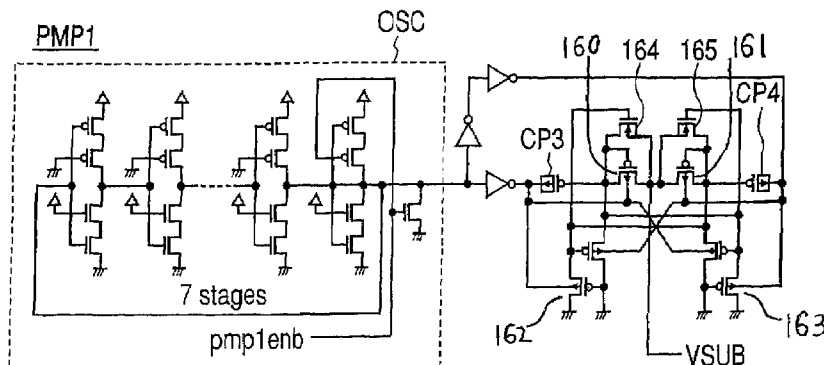 PMP1
OSC
160
164
165
161
CP3
CP4
7 stages
pmp1enb
162
163
VSUB